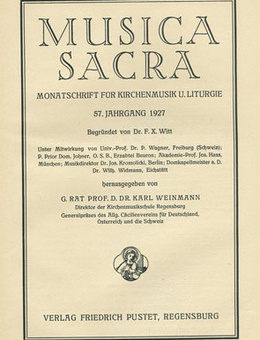 MUSICA
SACRA
MONATSCHRIFT FÜR KIRCHENMUSIK U. LITURGIE
57. JAHRGANG 1927
Begründet von Dr. F. X. Witt
Unter Mitwirkung von Univ.-Prof. Dr. P. Wagner, Freiburg (Schweiz);
P. Prior Dom. Johner, O. S. B., Erzabtei Beuron; Akademie-Prof. Jos. Haas,
München; Musikdirektor Dr. Jos. Kromolicki, Berlin; Domkapellmeister a. D.
Dr. Wilh. Widmann, Eichstätt
herausgegeben von
G. RAT PROF. D. DR. KARL WEINMANN
Direktor der Kirchenmusikschule Regensburg
Generalpräses des Allg. Cäcilienvereins für Deutschland,
Österreich und die Schweiz
VERLAG FRIEDRICH PUSTET, REGENSBURG